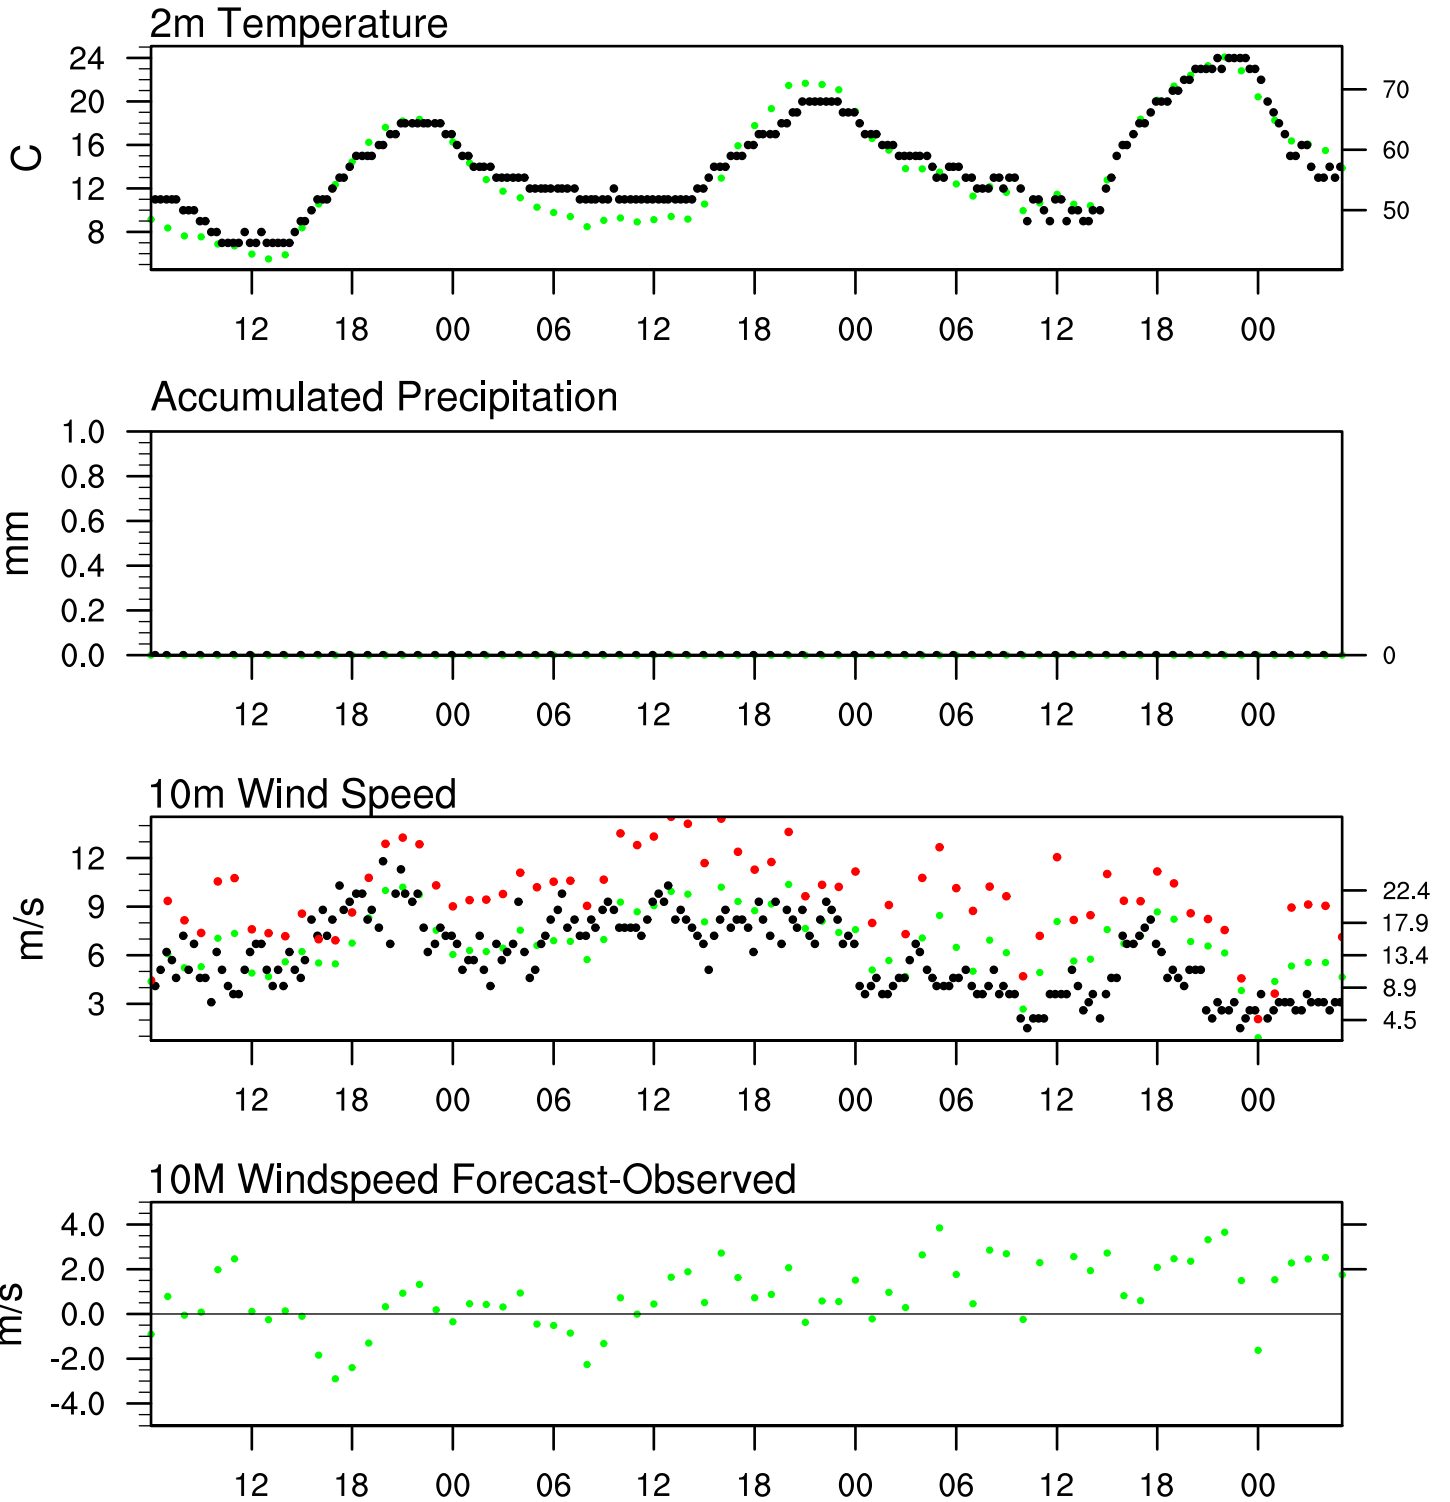 2m Temperature
24
20
16
12
8
C
70
60
50
12 18 00 06 12 18 00 06 12 18 00
Accumulated Precipitation
1.0
0.8
0.6
0.4
0.2
0.0
mm
0
12 18 00 06 12 18 00 06 12 18 00
10m Wind Speed
12
9
6
3
m/s
22.4
17.9
13.4
8.9
4.5
12 18 00 06 12 18 00 06 12 18 00
10M Windspeed Forecast-Observed
4.0
2.0
0.0
-2.0
-4.0
m/s
12 18 00 06 12 18 00 06 12 18 00